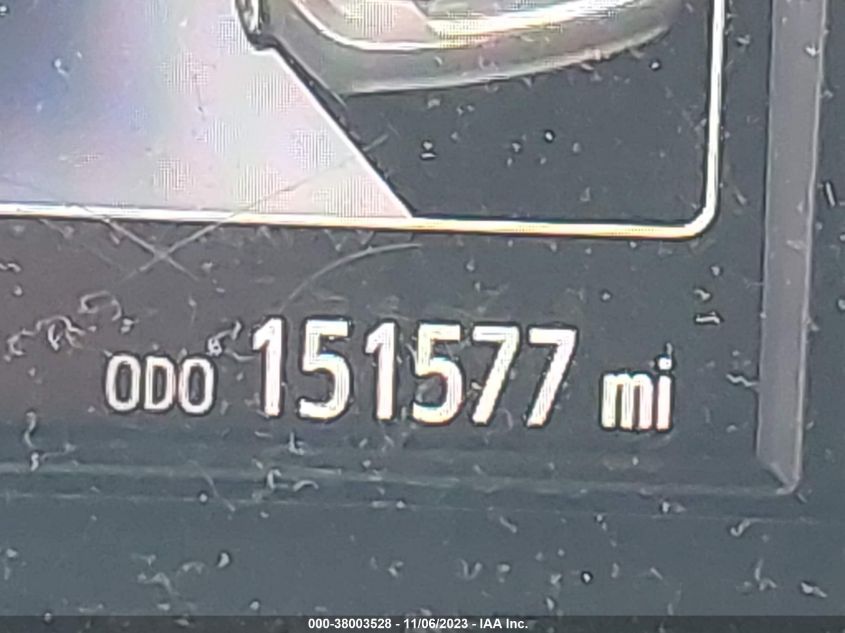 ODO 151577 mi
000-38003528 - 11/06/2023 - IAA Inc.